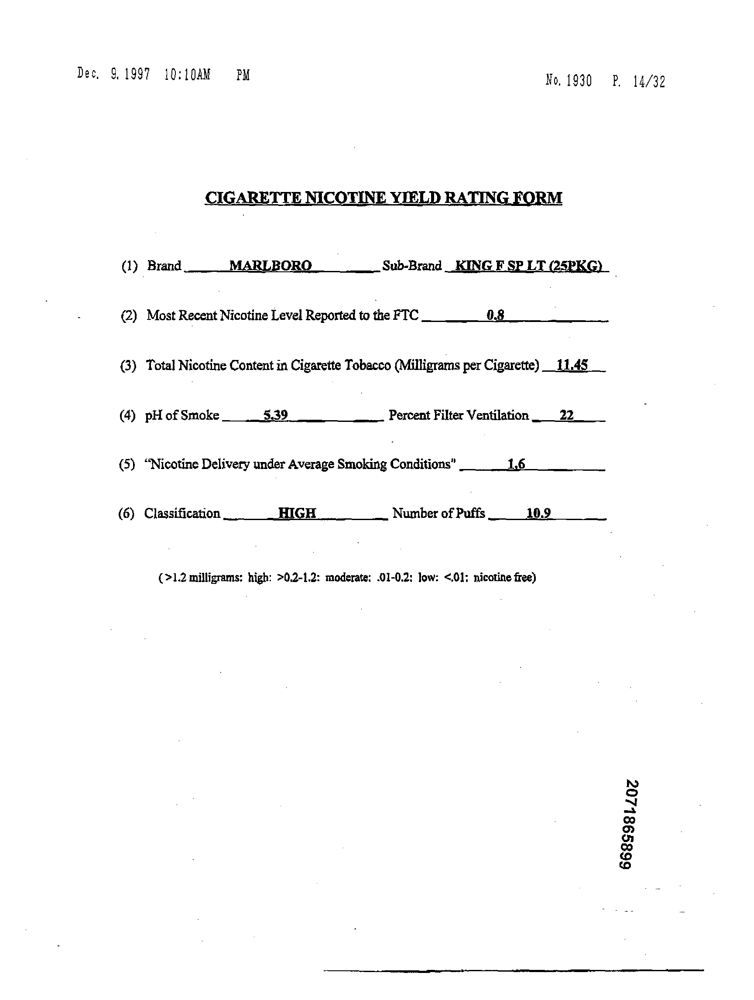 Dec. 9. 1997 10:10AM PM
No. 1930 P. 14/32
CIGARETTE NICOTINE YIELD RATING FORM
(1) Brand MARLBORO Sub-Brand KING F SP LT (25PKG)
(2) Most Recent Nicotine Level Reported to the FTC 0.8
(3) Total Nicotine Content in Cigarette Tobacco (Milligrams per Cigarette) 11.45
(4) pH of Smoke 5.39 Percent Filter Ventilation 22
(5) "Nicotine Delivery under Average Smoking Conditions" 1.6
(6) Classification HIGH Number of Puffs 10.9
(>1.2 milligrams: high: >0.2-1.2: moderate: .01-0.2: low: <.01: nicotine free)
2071865899